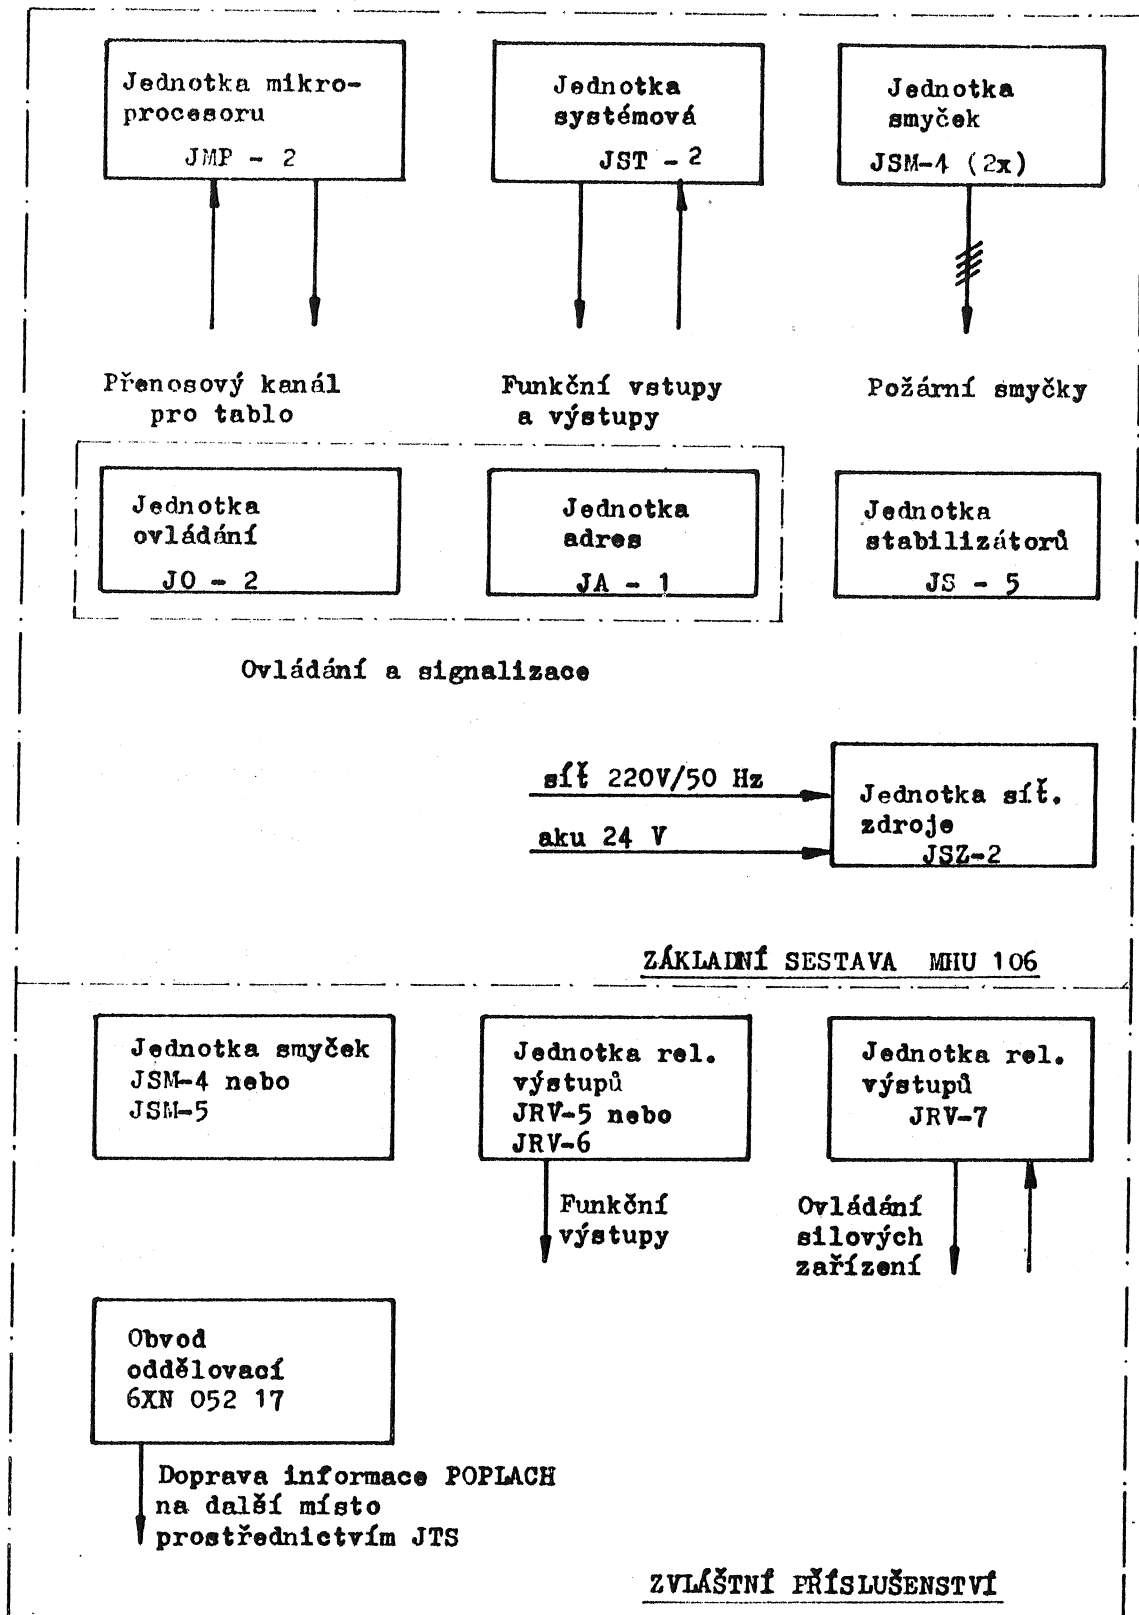 Jednotka mikro-
procesoru
JMP - 2
Jednotka
systémová
JST - 2
Jednotka
smyček
JSM-4 (2x)
Přenosový kanál
pro tablo
Funkční vstupy
a výstupy
Požární smyčky
Jednotka
ovládání
JO - 2
Jednotka
adres
JA - 1
Jednotka
stabilizátorů
JS - 5
Ovládání a signalizace
síť 220V/50 Hz
aku 24 V
Jednotka síť.
zdroje
JSZ-2
ZÁKLADNÍ SESTAVA MHU 106
Jednotka smyček
JSM-4 nebo
JSM-5
Jednotka rel.
výstupů
JRV-5 nebo
JRV-6
Jednotka rel.
výstupů
JRV-7
Funkční
výstupy
Ovládání
silových
zařízení
Obvod
oddělovací
6XN 052 17
Doprava informace POPLACH
na další místo
prostřednictvím JTS
ZVLÁŠTNÍ PŘÍSLUŠENSTVÍ